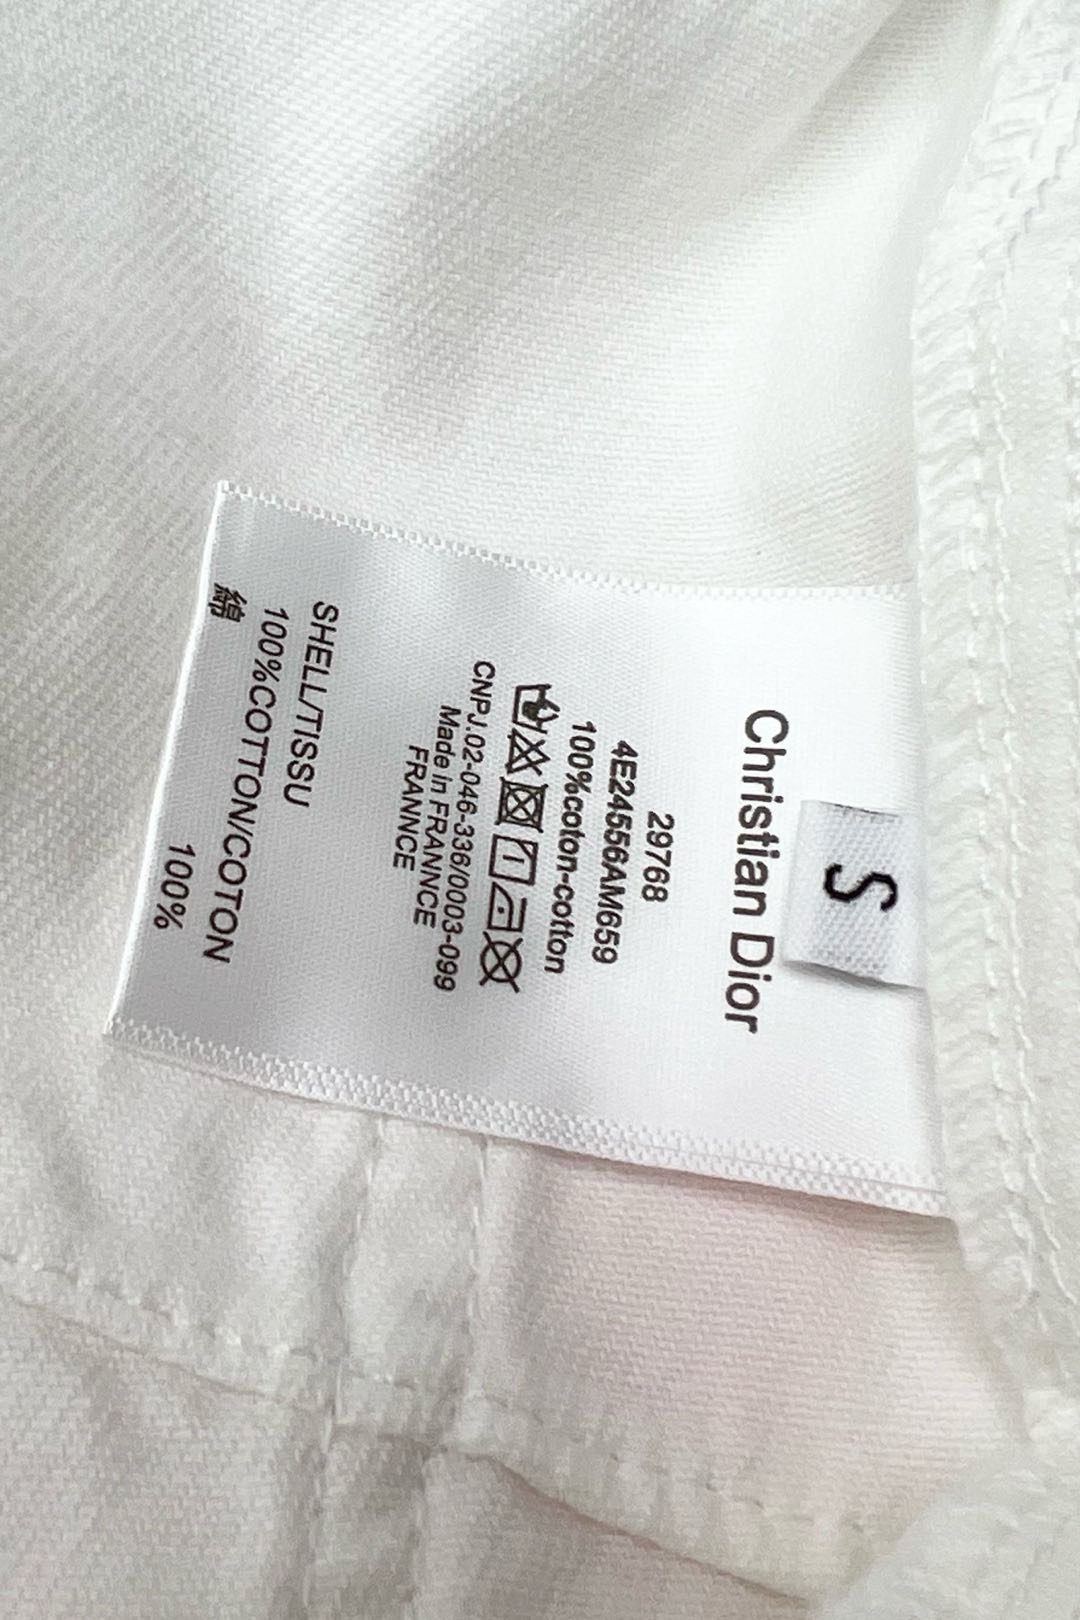 S
Christian Dior
29768
4E24556AM659
100%coton-cotton
CNPJ.02-046-336/0003-099
Made in FRANNCE
FRANNCE
SHELL/TISSU
100%COTTON/COTON
綿 100%